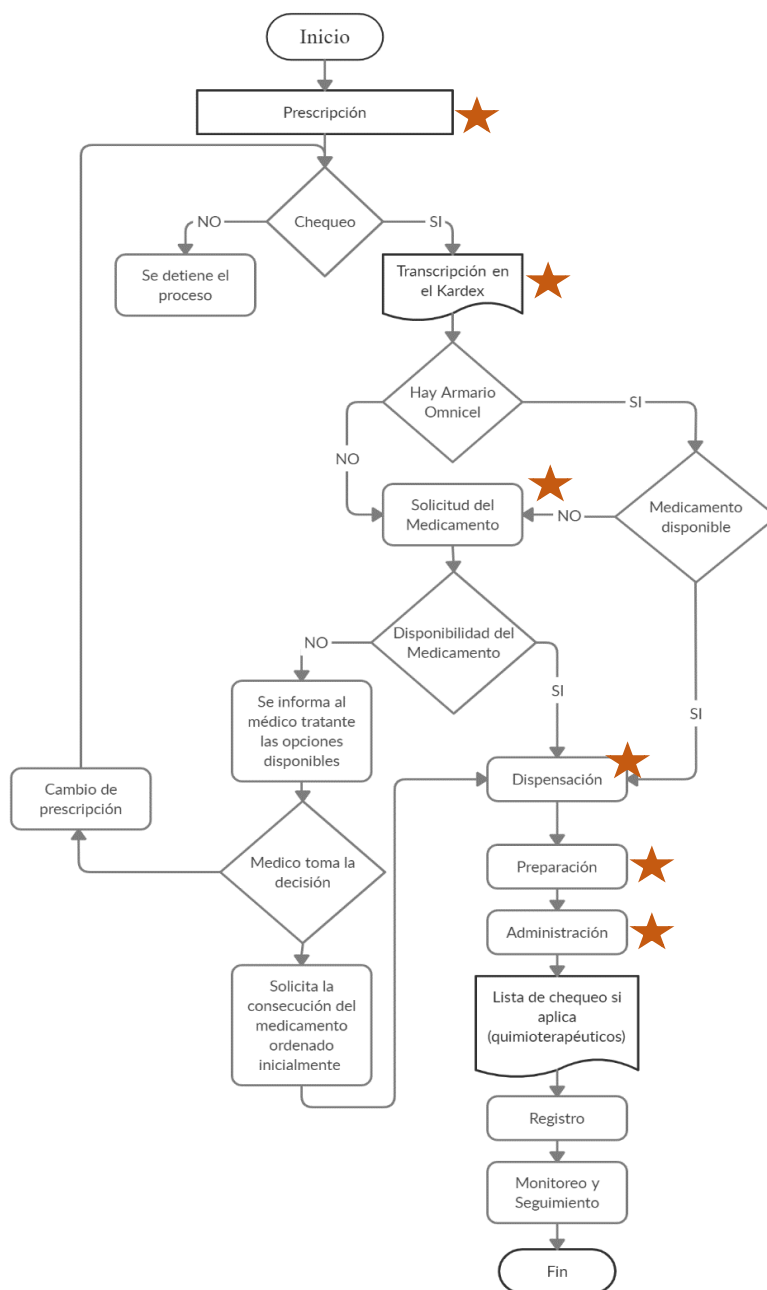 Inicio
Prescripción
Chequeo
NO
SI
Se detiene el
proceso
Transcripción en
el Kardex
Hay Armario
Omnicel
SI
NO
Solicitud del
Medicamento
NO
Medicamento
disponible
Disponibilidad del
Medicamento
NO
SI
SI
Se informa al
médico tratante
las opciones
disponibles
Dispensación
Cambio de
prescripción
Medico toma la
decisión
Preparación
Administración
Solicita la
consecución del
medicamento
ordenado
inicialmente
Lista de chequeo si
aplica
(quimioterapéuticos)
Registro
Monitoreo y
Seguimiento
Fin